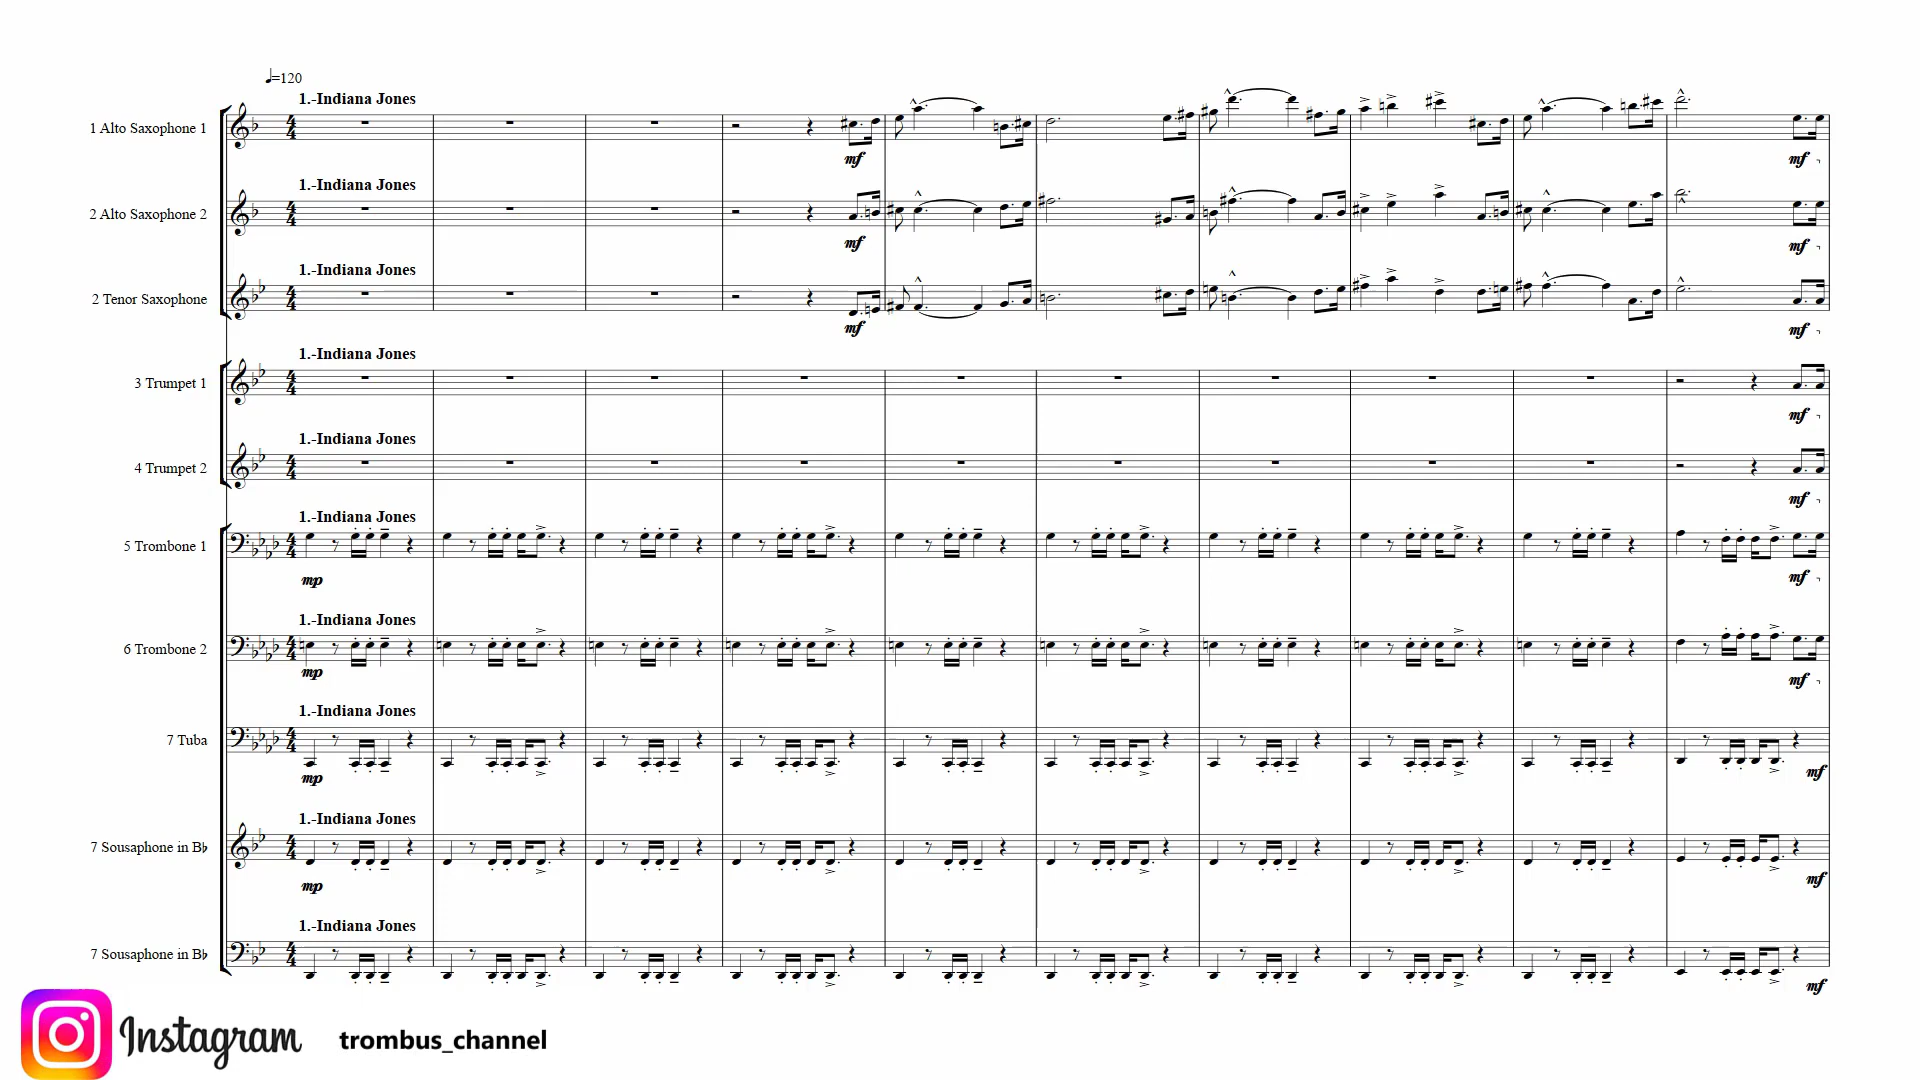 ♩=120
1.-Indiana Jones
1 Alto Saxophone 1
mf
mf
1.-Indiana Jones
2 Alto Saxophone 2
mf
mf
1.-Indiana Jones
2 Tenor Saxophone
mf
mf
1.-Indiana Jones
3 Trumpet 1
mf
1.-Indiana Jones
4 Trumpet 2
mf
1.-Indiana Jones
5 Trombone 1
mp
mf
1.-Indiana Jones
6 Trombone 2
mp
mf
1.-Indiana Jones
7 Tuba
mp
mf
1.-Indiana Jones
7 Sousaphone in B♭
mp
mf
1.-Indiana Jones
7 Sousaphone in B♭
mf
Instagram trombus_channel